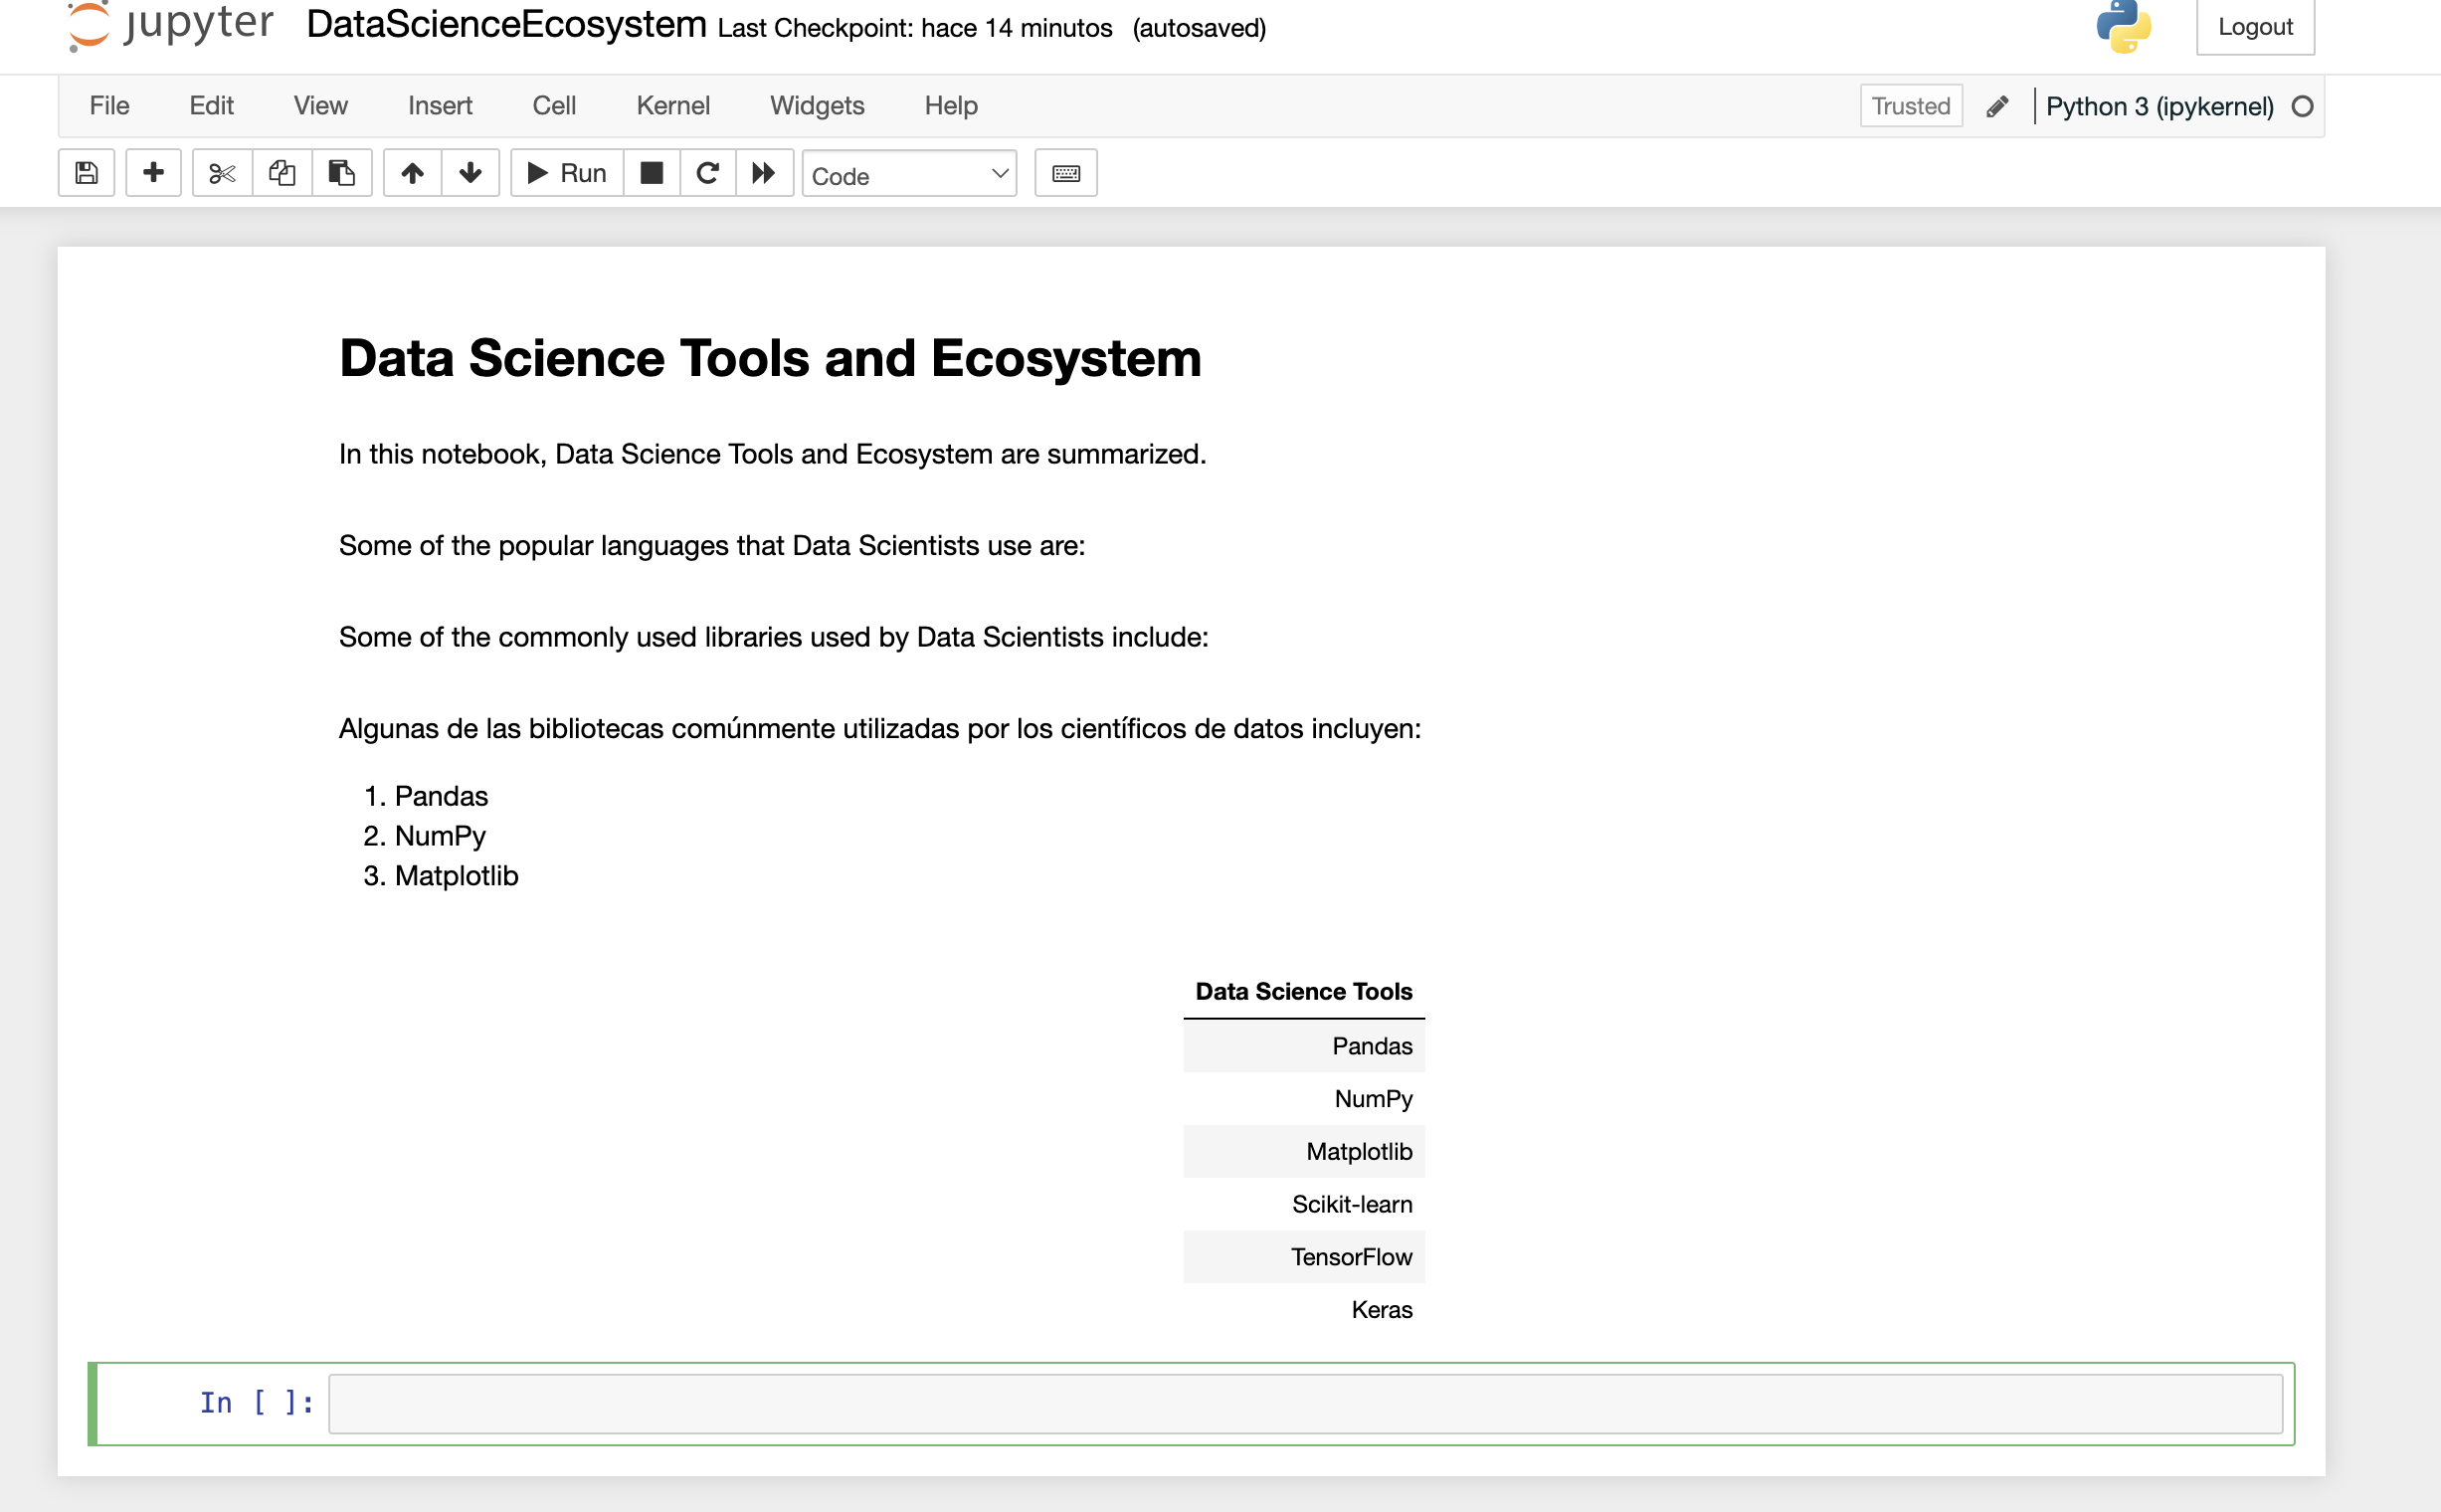 jupyter DataScienceEcosystem Last Checkpoint: hace 14 minutos (autosaved) Logout
File Edit View Insert Cell Kernel Widgets Help Trusted Python 3 (ipykernel)
Run Code
Data Science Tools and Ecosystem
In this notebook, Data Science Tools and Ecosystem are summarized.
Some of the popular languages that Data Scientists use are:
Some of the commonly used libraries used by Data Scientists include:
Algunas de las bibliotecas comúnmente utilizadas por los científicos de datos incluyen:
1. Pandas
2. NumPy
3. Matplotlib
Data Science Tools
Pandas
NumPy
Matplotlib
Scikit-learn
TensorFlow
Keras
In [ ]: